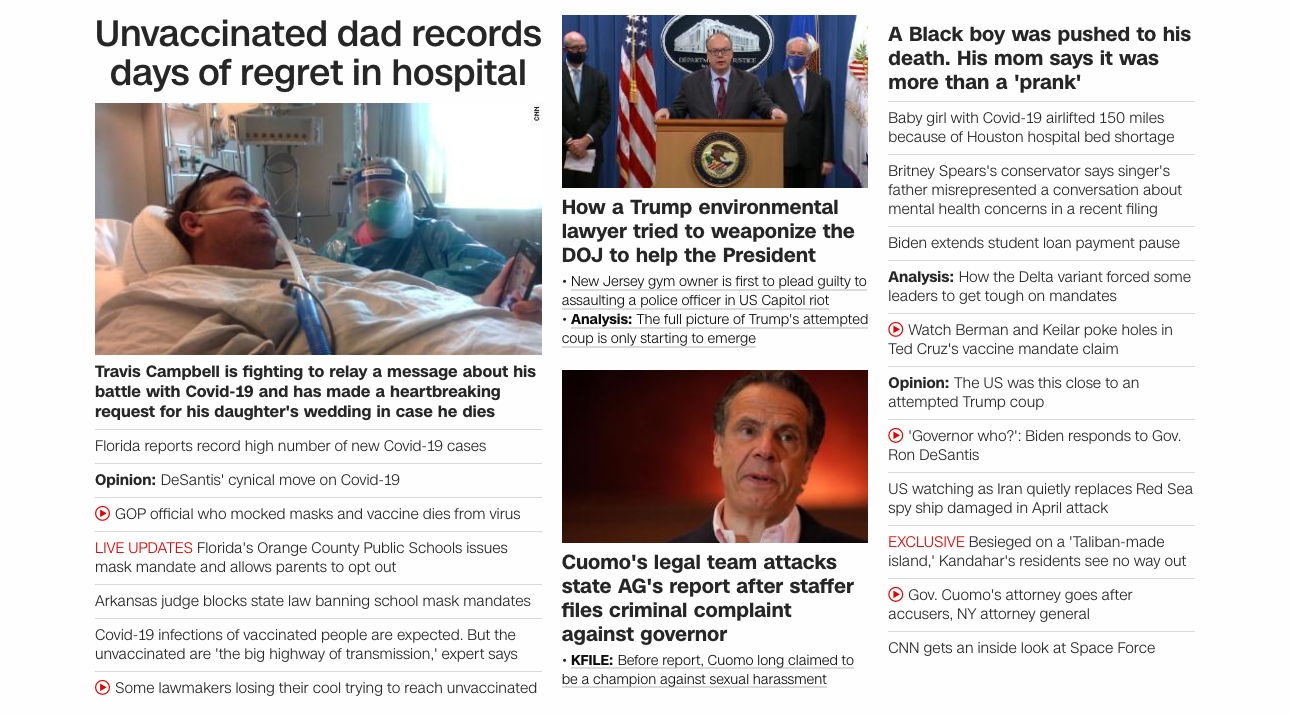 Unvaccinated dad records
days of regret in hospital
CNN
Travis Campbell is fighting to relay a message about his
battle with Covid-19 and has made a heartbreaking
request for his daughter's wedding in case he dies
Florida reports record high number of new Covid-19 cases
Opinion: DeSantis' cynical move on Covid-19
GOP official who mocked masks and vaccine dies from virus
LIVE UPDATES Florida's Orange County Public Schools issues
mask mandate and allows parents to opt out
Arkansas judge blocks state law banning school mask mandates
Covid-19 infections of vaccinated people are expected. But the
unvaccinated are 'the big highway of transmission,' expert says
Some lawmakers losing their cool trying to reach unvaccinated
How a Trump environmental
lawyer tried to weaponize the
DOJ to help the President
• New Jersey gym owner is first to plead guilty to
assaulting a police officer in US Capitol riot
• Analysis: The full picture of Trump's attempted
coup is only starting to emerge
Cuomo's legal team attacks
state AG's report after staffer
files criminal complaint
against governor
• KFILE: Before report, Cuomo long claimed to
be a champion against sexual harassment
A Black boy was pushed to his
death. His mom says it was
more than a 'prank'
Baby girl with Covid-19 airlifted 150 miles
because of Houston hospital bed shortage
Britney Spears's conservator says singer's
father misrepresented a conversation about
mental health concerns in a recent filing
Biden extends student loan payment pause
Analysis: How the Delta variant forced some
leaders to get tough on mandates
Watch Berman and Keilar poke holes in
Ted Cruz's vaccine mandate claim
Opinion: The US was this close to an
attempted Trump coup
'Governor who?': Biden responds to Gov.
Ron DeSantis
US watching as Iran quietly replaces Red Sea
spy ship damaged in April attack
EXCLUSIVE Besieged on a 'Taliban-made
island,' Kandahar's residents see no way out
Gov. Cuomo's attorney goes after
accusers, NY attorney general
CNN gets an inside look at Space Force